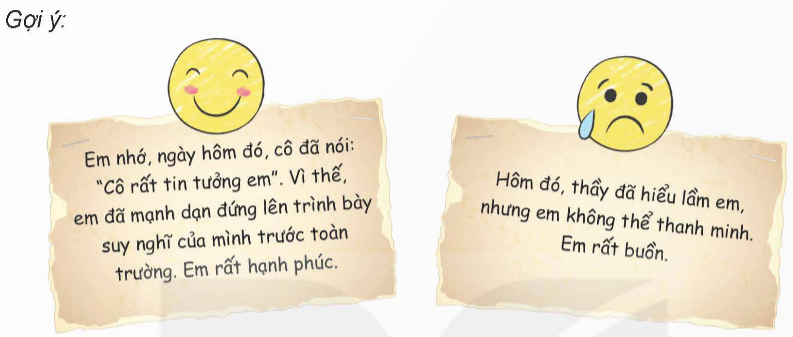 Gợi ý:
Em nhớ, ngày hôm đó, cô đã nói:
"Cô rất tin tưởng em". Vì thế,
em đã mạnh dạn đứng lên trình bày
suy nghĩ của mình trước toàn
trường. Em rất hạnh phúc.
Hôm đó, thầy đã hiểu lầm em,
nhưng em không thể thanh minh.
Em rất buồn.